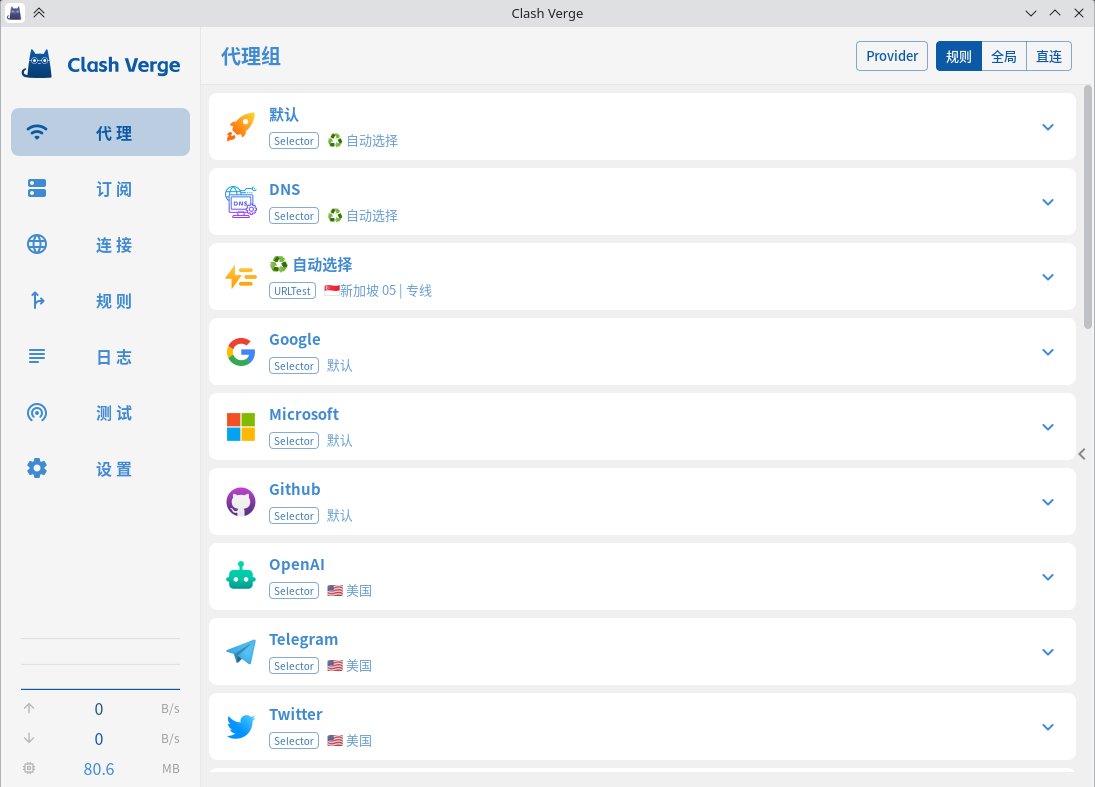 Clash Verge
Clash Verge
代理组
Provider
规则
全局
直连
代理
订阅
连接
规则
日志
测试
设置
0 B/s
0 B/s
80.6 MB
默认
Selector ♻️ 自动选择
DNS
DNS
Selector ♻️ 自动选择
♻️ 自动选择
URLTest 🇸🇬新加坡 05 | 专线
Google
Selector 默认
Microsoft
Selector 默认
Github
Selector 默认
OpenAI
Selector 🇺🇸 美国
Telegram
Selector 🇺🇸 美国
Twitter
Selector 🇺🇸 美国